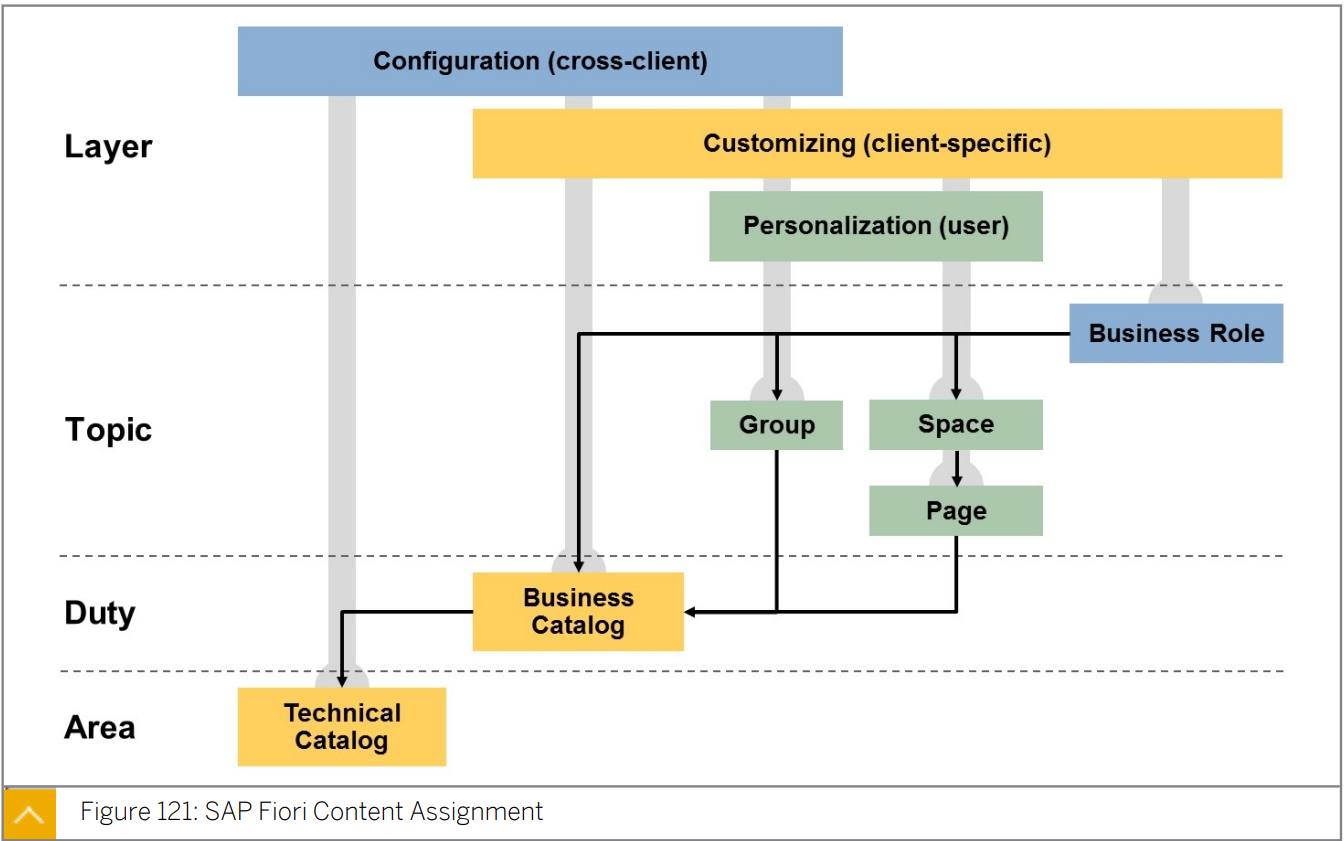 Configuration (cross-client)
Layer
Customizing (client-specific)
Personalization (user)
Business Role
Topic
Group
Space
Page
Duty
Business
Catalog
Area
Technical
Catalog
Figure 121: SAP Fiori Content Assignment